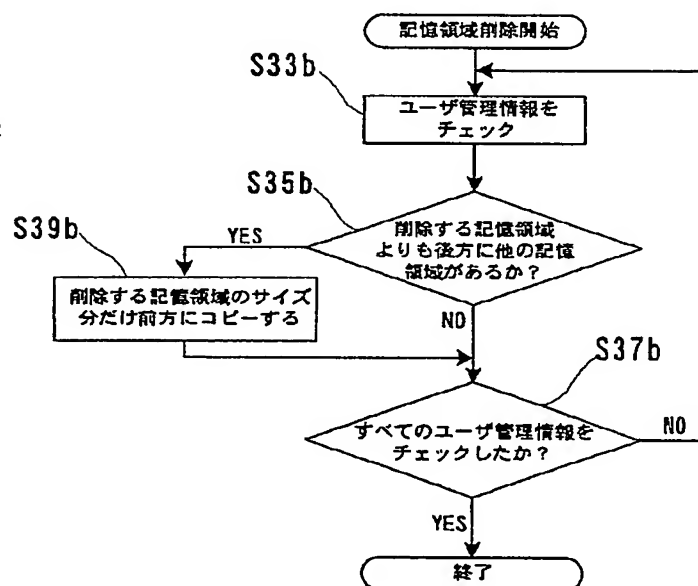 記憶領域削除開始
S33b
ユーザ管理情報を
チェック
S35b
削除する記憶領域
よりも後方に他の記憶
領域があるか?
YES
S39b
削除する記憶領域のサイズ
分だけ前方にコピーする
NO
S37b
すべてのユーザ管理情報を
チェックしたか?
NO
YES
終了